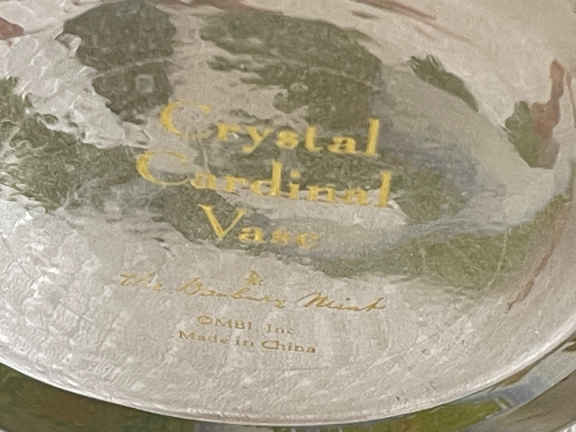 Crystal
Cardinal
Vase
The Danbury Mint
©MBI Inc.
Made in China